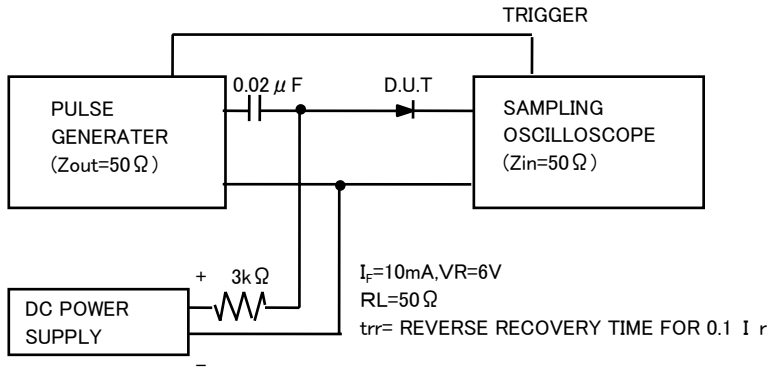 TRIGGER
0.02 μ F
D.U.T
PULSE
GENERATER
(Zout=50Ω)
SAMPLING
OSCILLOSCOPE
(Zin=50Ω)
+
3kΩ
DC POWER
SUPPLY
−
IF=10mA,VR=6V
RL=50Ω
trr= REVERSE RECOVERY TIME FOR 0.1 I r